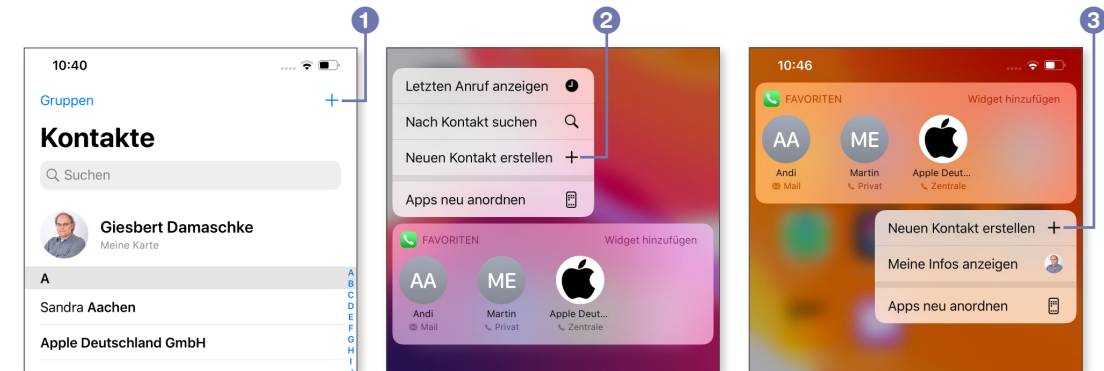 1
2
3
10:40
Gruppen
+
Kontakte
Suchen
Giesbert Damaschke
Meine Karte
A
Sandra Aachen
Apple Deutschland GmbH
A
B
C
D
E
F
G
H
I
Letzten Anruf anzeigen
Nach Kontakt suchen
Neuen Kontakt erstellen +
Apps neu anordnen
FAVORITEN Widget hinzufügen
AA ME
Andi Martin Apple Deut...
Mail Privat Zentrale
10:46
FAVORITEN Widget hinzufügen
AA ME
Andi Martin Apple Deut...
Mail Privat Zentrale
Neuen Kontakt erstellen +
Meine Infos anzeigen
Apps neu anordnen